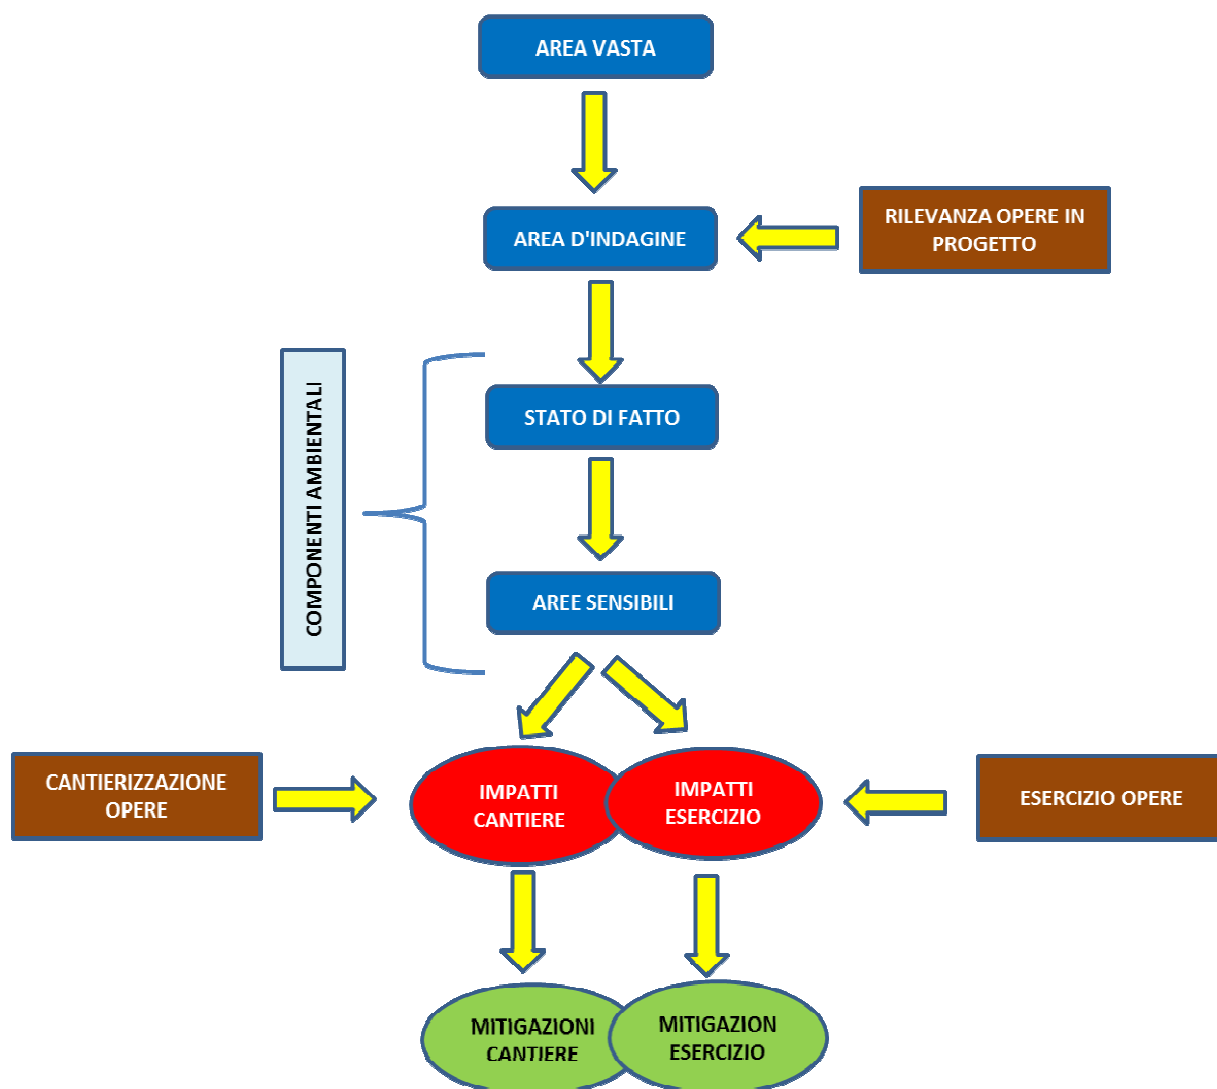 AREA VASTA
AREA D'INDAGINE
RILEVANZA OPERE IN
PROGETTO
COMPONENTI AMBIENTALI
STATO DI FATTO
AREE SENSIBILI
CANTIERIZZAZIONE
OPERE
IMPATTI
CANTIERE
IMPATTI
ESERCIZIO
ESERCIZIO OPERE
MITIGAZIONI
CANTIERE
MITIGAZION
ESERCIZIO